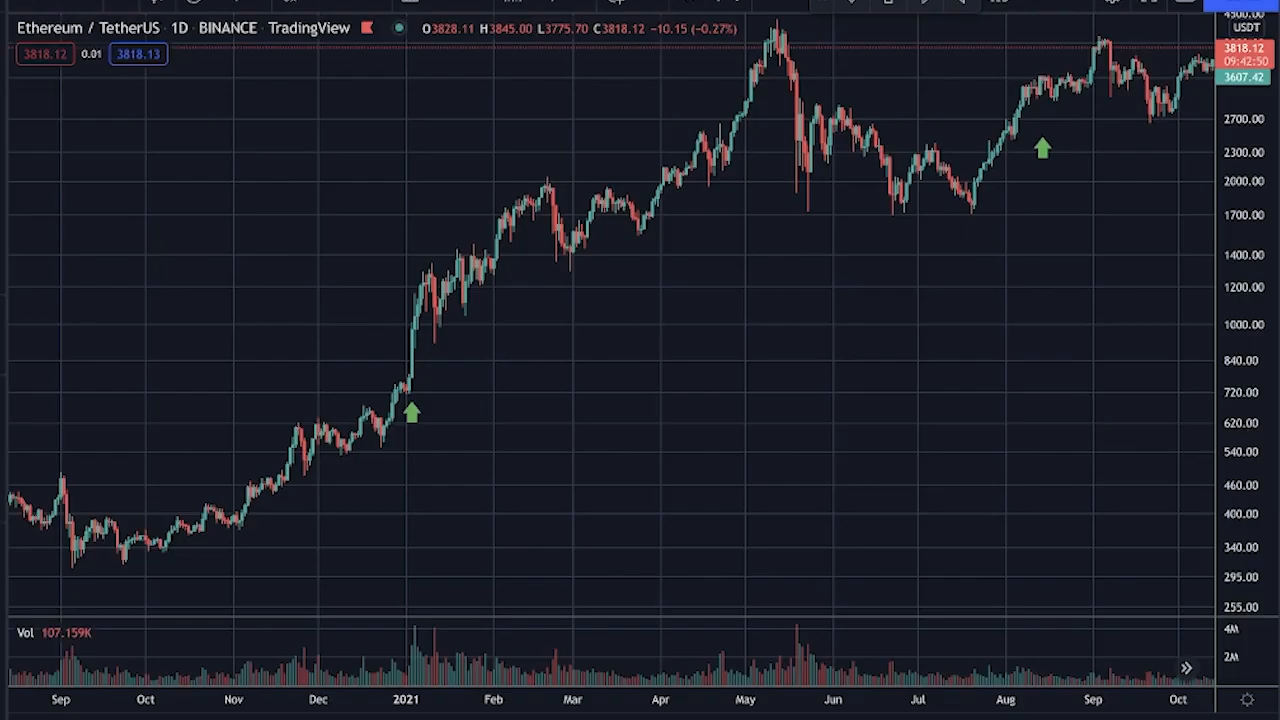 Ethereum / TetherUS · 1D · BINANCE · TradingView O3828.11 H3845.00 L3775.70 C3818.12 −10.15 (−0.27%)
3818.12 0.01 3818.13
4500.00
USDT
3818.12
09:42:50
3607.42
2700.00
2300.00
2000.00
1700.00
1400.00
1200.00
1000.00
840.00
720.00
620.00
540.00
460.00
400.00
340.00
295.00
255.00
Vol 107.159K
4M
2M
Sep Oct Nov Dec 2021 Feb Mar Apr May Jun Jul Aug Sep Oct